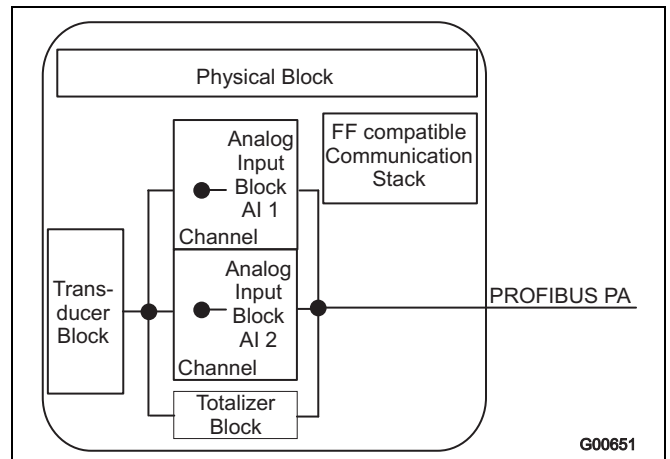 Physical Block
Analog
Input
Block
AI 1
Channel
FF compatible
Communication
Stack
Trans-
ducer
Block
Analog
Input
Block
AI 2
Channel
PROFIBUS PA
Totalizer
Block
G00651